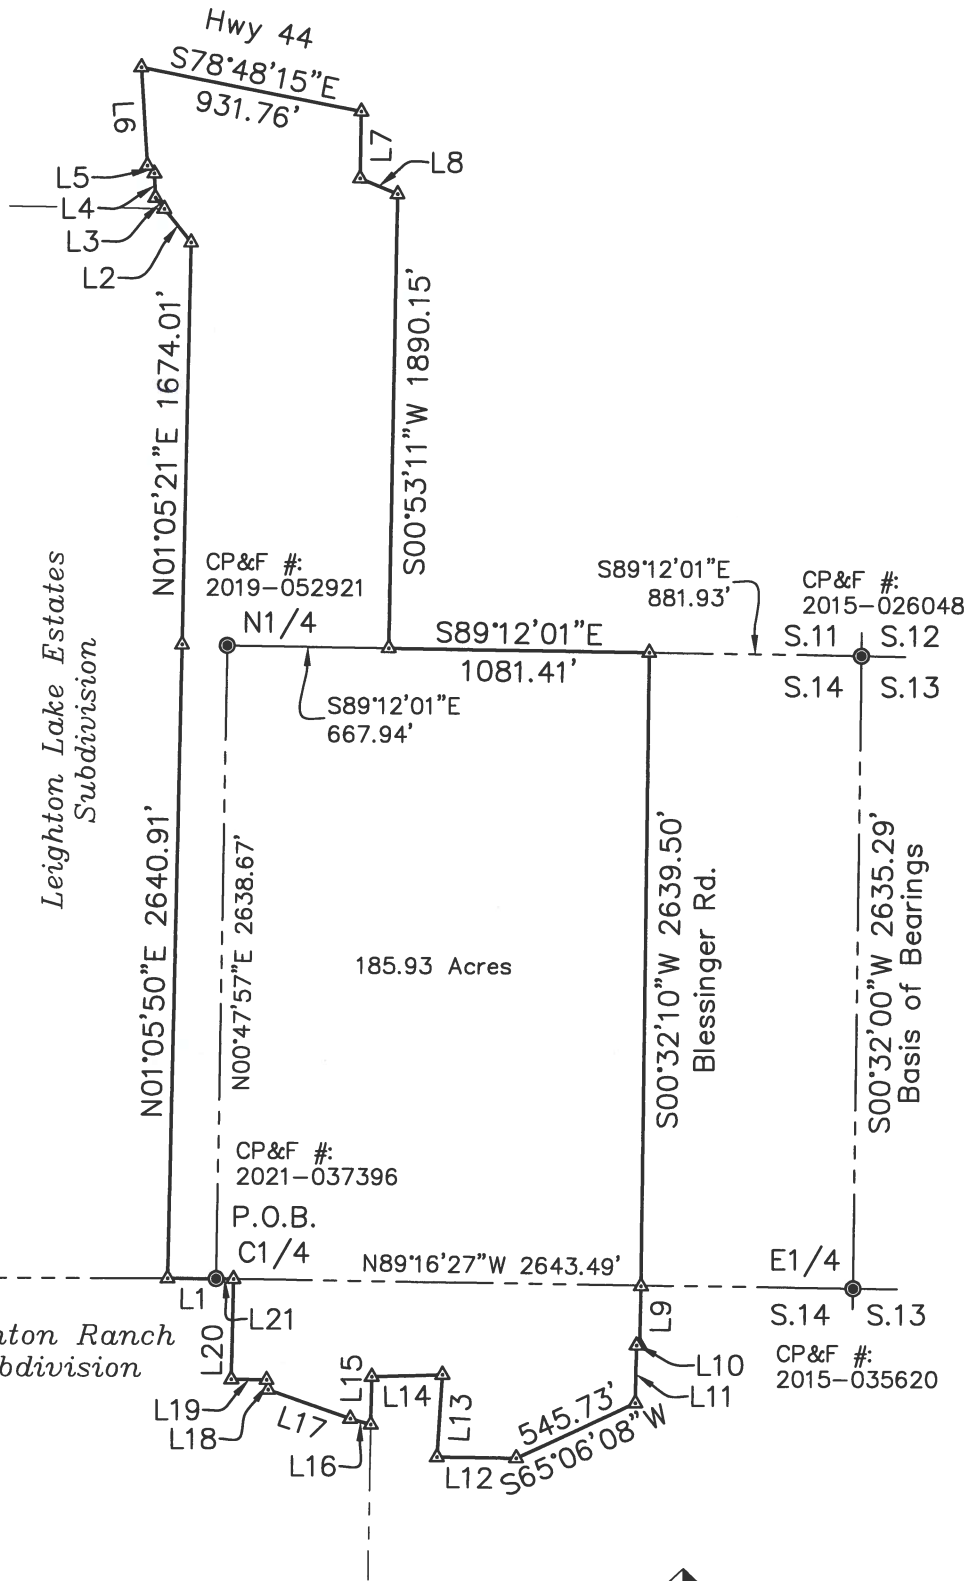 Hwy 44
S78°48'15"E
931.76'
L6
L7
L8
L5
L4
L3
L2
N01°05'21"E 1674.01'
S00°53'11"W 1890.15'
CP&F #:
2019-052921
N1/4
S89°12'01"E
1081.41'
S89°12'01"E
881.93'
CP&F #:
2015-026048
S.11 S.12
S.14 S.13
S89°12'01"E
667.94'
Leighton Lake Estates
Subdivision
N01°05'50"E 2640.91'
N00°47'57"E 2638.67'
185.93 Acres
S00°32'10"W 2639.50'
Blessinger Rd.
S00°32'00"W 2635.29'
Basis of Bearings
CP&F #:
2021-037396
P.O.B.
C1/4
N89°16'27"W 2643.49'
E1/4
S.14 S.13
CP&F #:
2015-035620
L1
L21
L20
nton Ranch
bdivision
L19
L18
L17
L16
L15
L14
L13
L12
545.73'
S65°06'08"W
L9
L10
L11